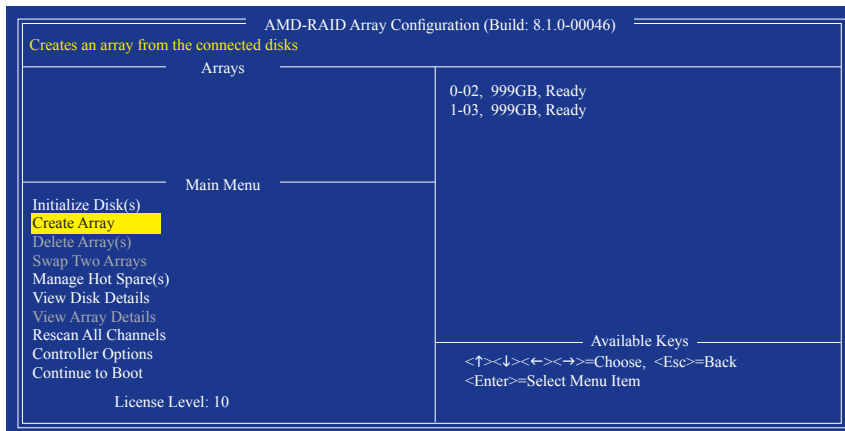 AMD-RAID Array Configuration (Build: 8.1.0-00046)
Creates an array from the connected disks
Arrays
0-02, 999GB, Ready
1-03, 999GB, Ready
Main Menu
Initialize Disk(s)
Create Array
Delete Array(s)
Swap Two Arrays
Manage Hot Spare(s)
View Disk Details
View Array Details
Rescan All Channels
Controller Options
Continue to Boot
License Level: 10
Available Keys
<↑><↓><←><→>=Choose, <Esc>=Back
<Enter>=Select Menu Item